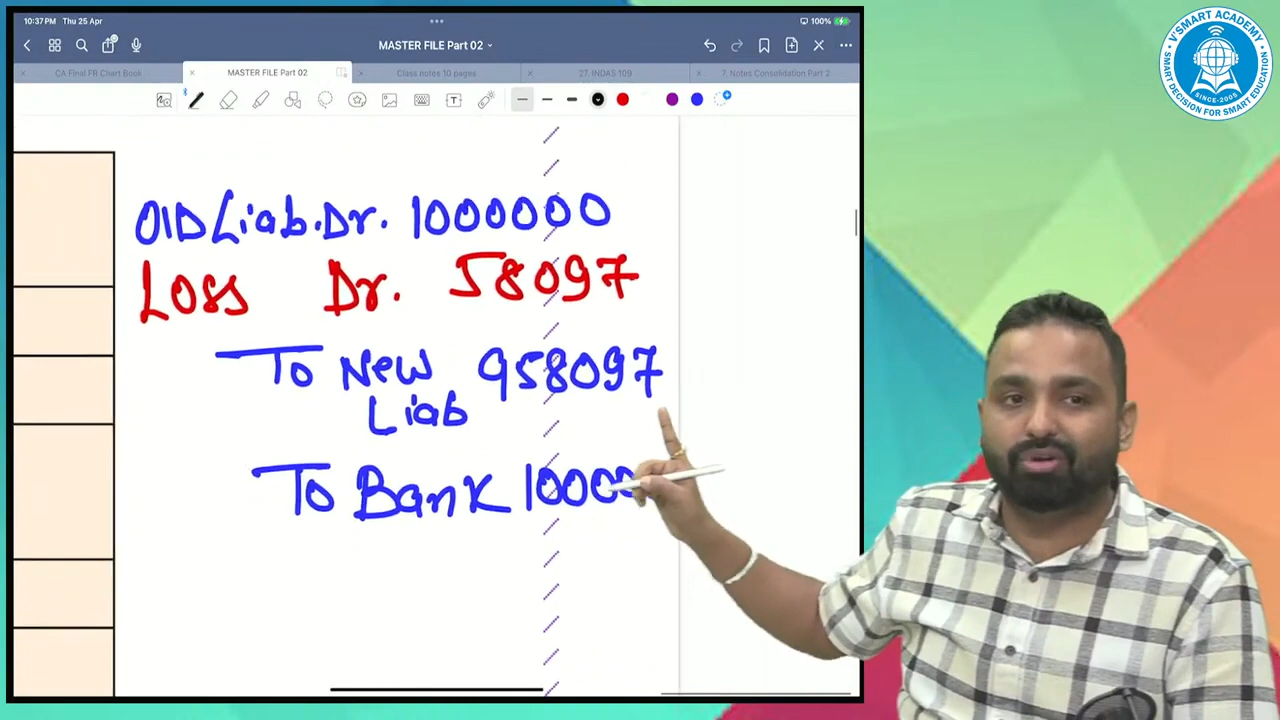 10:37 PM Thu 25 Apr
100%
MASTER FILE Part 02
CA Final FR Chart Book
MASTER FILE Part 02
Class notes 10 pages
27. INDAS 109
7. Notes Consolidation Part 2
V'SMART ACADEMY
SMART DECISION FOR SMART EDUCATION
SINCE-2005
Old Liab. Dr. 1000000
Loss Dr. 58097
To New 958097
Liab
To Bank